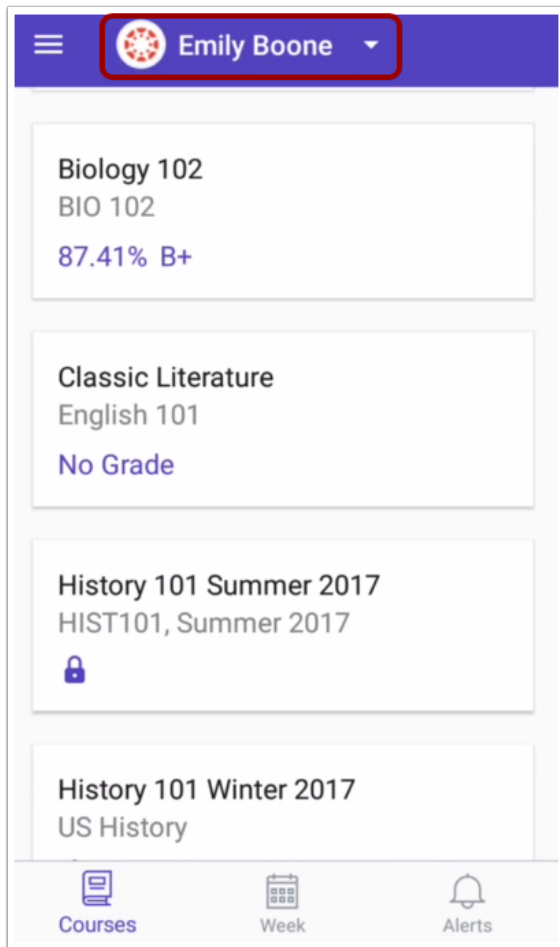 Emily Boone
Biology 102
BIO 102
87.41% B+
Classic Literature
English 101
No Grade
History 101 Summer 2017
HIST101, Summer 2017
History 101 Winter 2017
US History
Courses
Week
Alerts